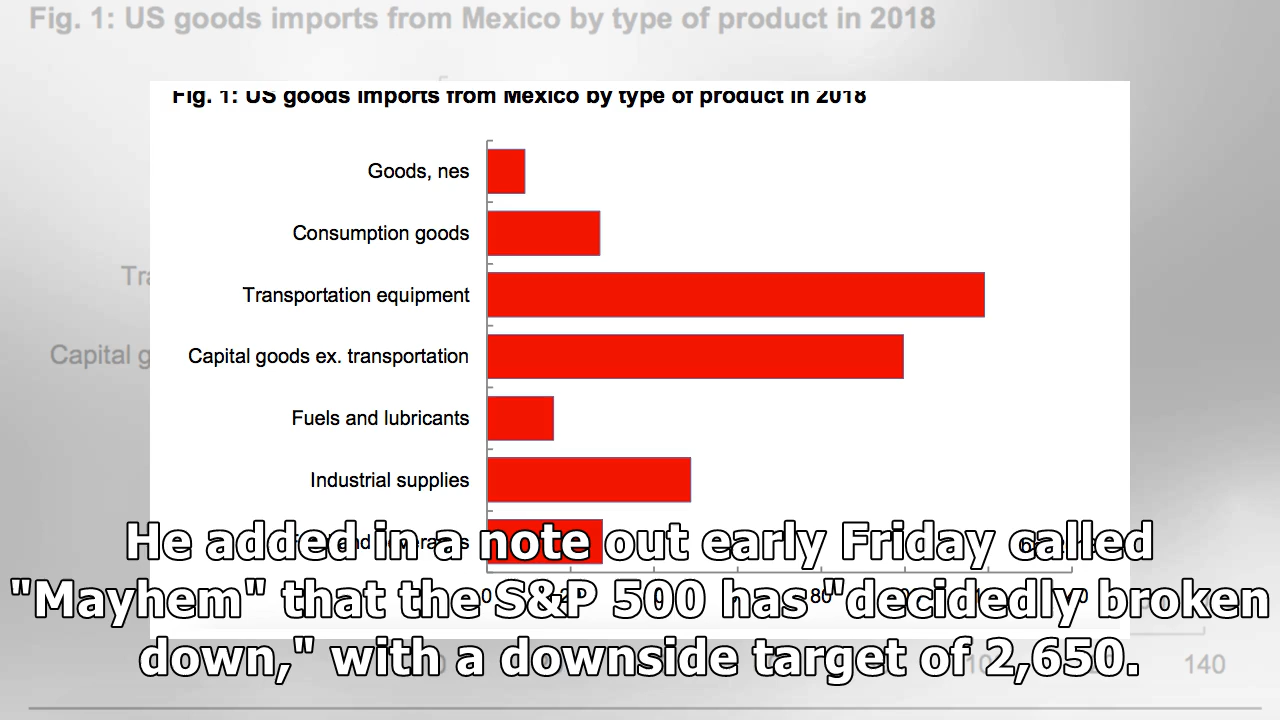 Fig. 1: US goods imports from Mexico by type of product in 2018
Fig. 1: US goods imports from Mexico by type of product in 2018
Goods, nes
Consumption goods
Transportation equipment
Capital goods ex. transportation
Fuels and lubricants
Industrial supplies
Tra
Capital g
He added in a note out early Friday called
"Mayhem" that the S&P 500 has "decidedly broken
down," with a downside target of 2,650.
140